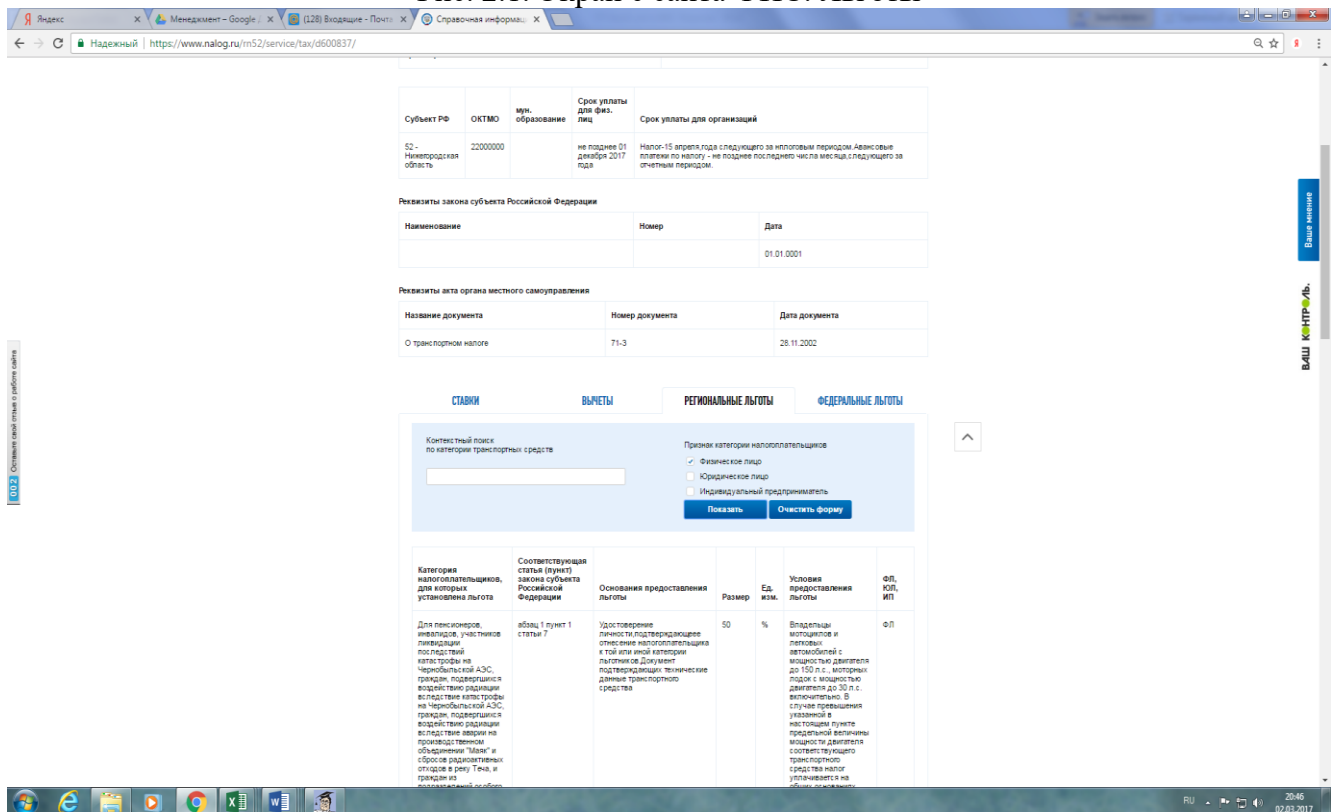 Яндекс
Менеджмент – Google
(128) Входящие - Почт
Справочная информац
Надежный | https://www.nalog.ru/rn52/service/tax/d600837/
Субъект РФ ОКТМО мун. образование Срок уплаты для физ. лиц Срок уплаты для организаций
52 - Нижегородская область 22000000 не позднее 01 декабря 2017 года Налог-15 апреля,года следующего за нплоговым периодом.Авансовые платежи по налогу - не позднее последнего числа месяца,следующего за отчетным периодом.
Реквизиты закона субъекта Российской Федерации
Наименование Номер Дата
01.01.0001
Реквизиты акта органа местного самоуправления
Название документа Номер документа Дата документа
О транспортном налоге 71-З 28.11.2002
СТАВКИ ВЫЧЕТЫ РЕГИОНАЛЬНЫЕ ЛЬГОТЫ ФЕДЕРАЛЬНЫЕ ЛЬГОТЫ
Контекстный поиск
по категории транспортных средств
Признак категории налогоплательщиков
Физическое лицо
Юридическое лицо
Индивидуальный предприниматель
Показать Очистить форму
Категория
налогоплательщиков,
для которых
установлена льгота
Соответствующая
статья (пункт)
закона субъекта
Российской
Федерации
Основания предоставления
льготы
Размер
Ед.
изм.
Условия
предоставления
льготы
ФЛ,
ЮЛ,
ИП
Для пенсионеров,
инвалидов, участников
ликвидации
последствий
катастрофы на
Чернобыльской АЭС,
граждан, подвергшихся
воздействию радиации
вследствие катастрофы
на Чернобыльской АЭС,
граждан, подвергшихся
воздействию радиации
вследствие аварии на
производственном
объединении "Маяк" и
сбросов радиоактивных
отходов в реку Теча, и
граждан из
подразделений особого
абзац 1 пункт 1
статьи 7
Удостоверение
личности,подтверждающеее
отнесение налогоплательщика
к той или иной категории
льготников.Документ
подтверждающих технические
данные транспортного
средства
50
%
Владельцы
мотоциклов и
легковых
автомобилей с
мощностью двигателя
до 150 л.с., моторных
лодок с мощностью
двигателя до 30 л.с.
включительно. В
случае превышения
указанной в
настоящем пункте
предельной величины
мощности двигателя
соответствующего
транспортного
средства налог
уплачивается на
общих основаниях
ФЛ
002 Оставьте свой отзыв о работе сайта
Ваше мнение
ВАШ КОНТРОЛЬ.
RU
20:46
02.03.2017